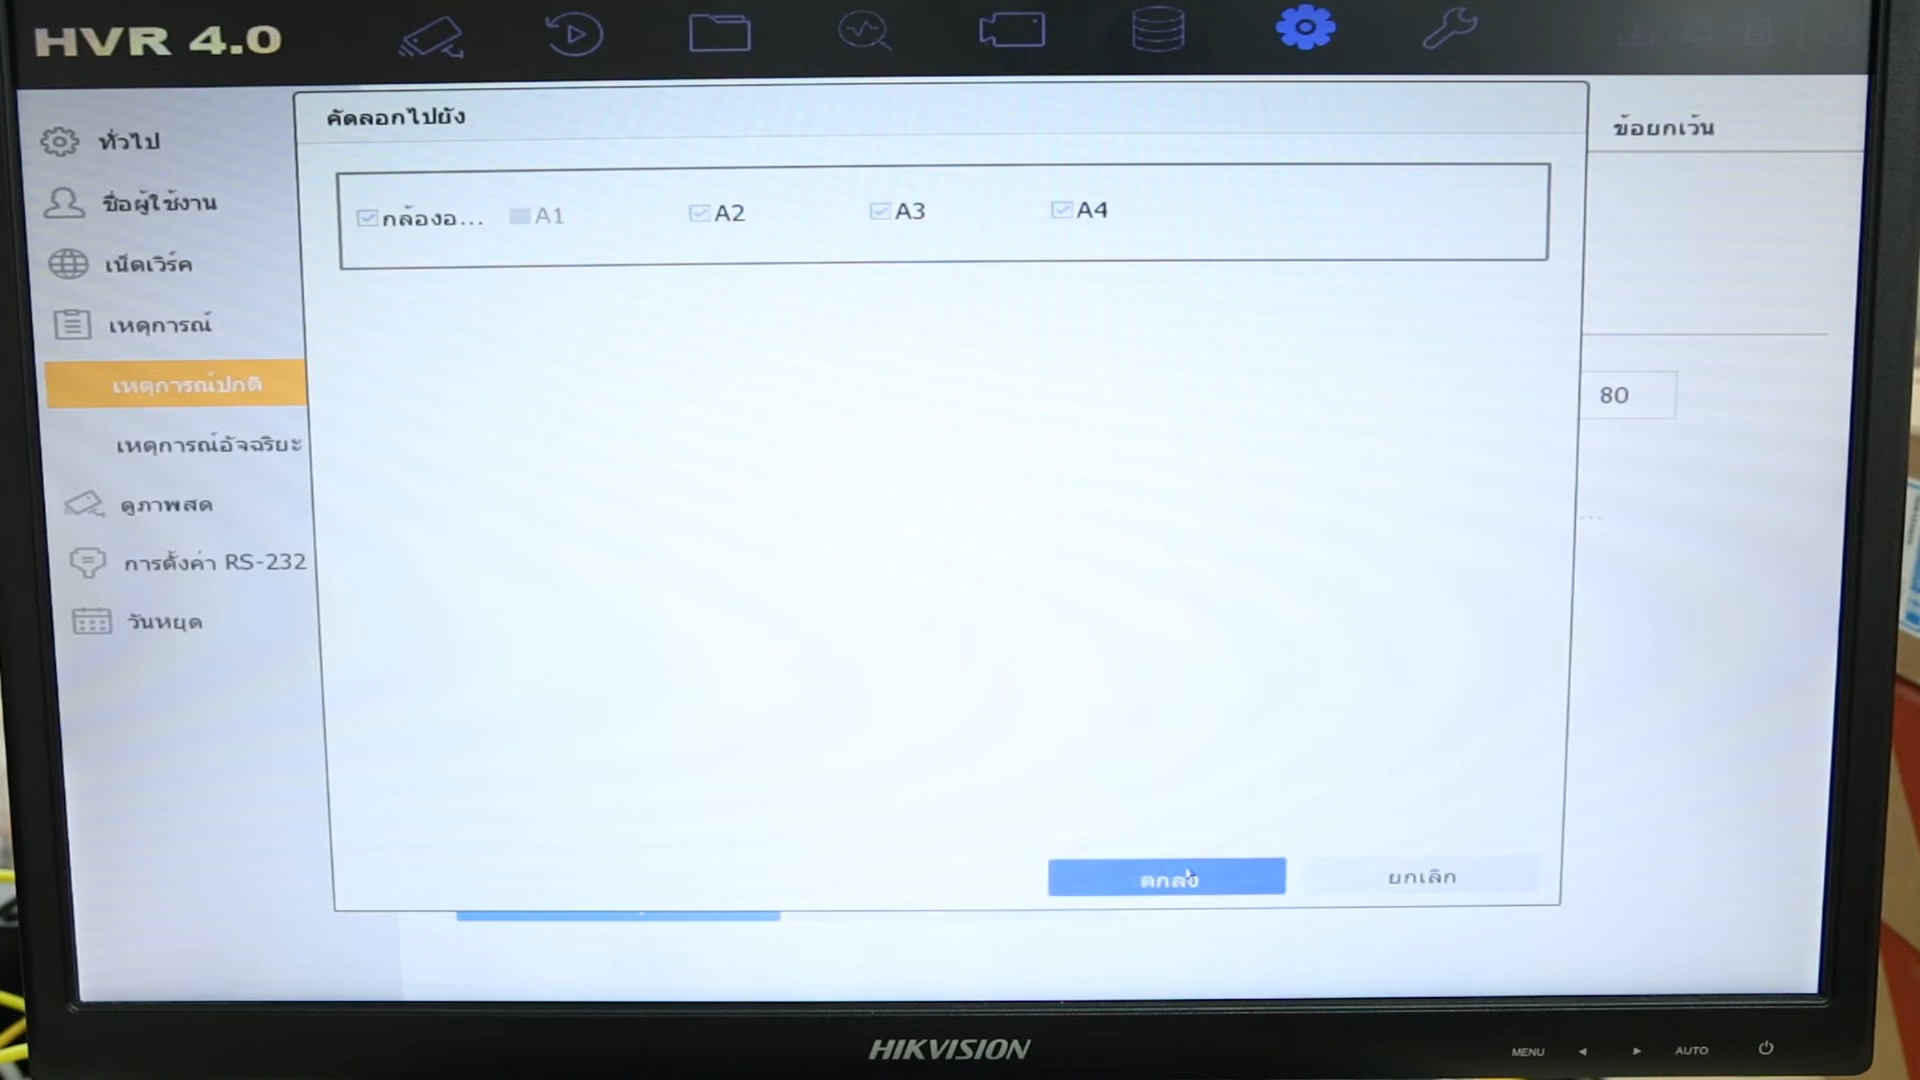 HVR 4.0
คัดลอกไปยัง
ข้อยกเว้น
ทั่วไป
ชื่อผู้ใช้งาน
เน็ตเวิร์ค
เหตุการณ์
เหตุการณ์ปกติ
เหตุการณ์อัจฉริยะ
ดูภาพสด
การตั้งค่า RS-232
วันหยุด
กล้องอ... A1 A2 A3 A4
80
...
ตกลง ยกเลิก
HIKVISION
MENU AUTO